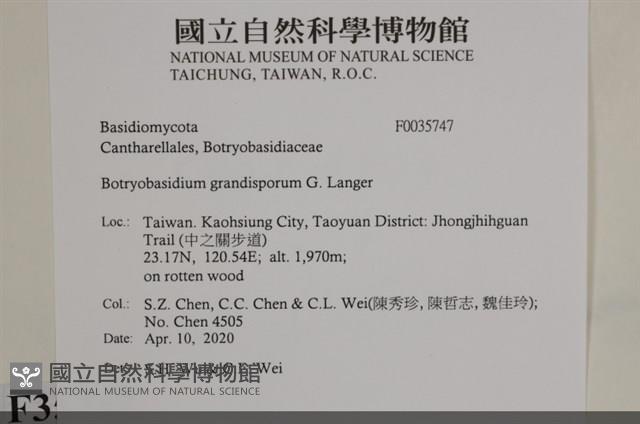 國立自然科學博物館
NATIONAL MUSEUM OF NATURAL SCIENCE
TAICHUNG, TAIWAN, R.O.C.
Basidiomycota F0035747
Cantharellales, Botryobasidiaceae
Botryobasidium grandisporum G. Langer
Loc.: Taiwan. Kaohsiung City, Taoyuan District: Jhongjhihguan
Trail (中之關步道)
23.17N, 120.54E; alt. 1,970m;
on rotten wood
Col.: S.Z. Chen, C.C. Chen & C.L. Wei(陳秀珍, 陳哲志, 魏佳玲);
No. Chen 4505
Date: Apr. 10, 2020
Wei
國立自然科學博物館
NATIONAL MUSEUM OF NATURAL SCIENCE